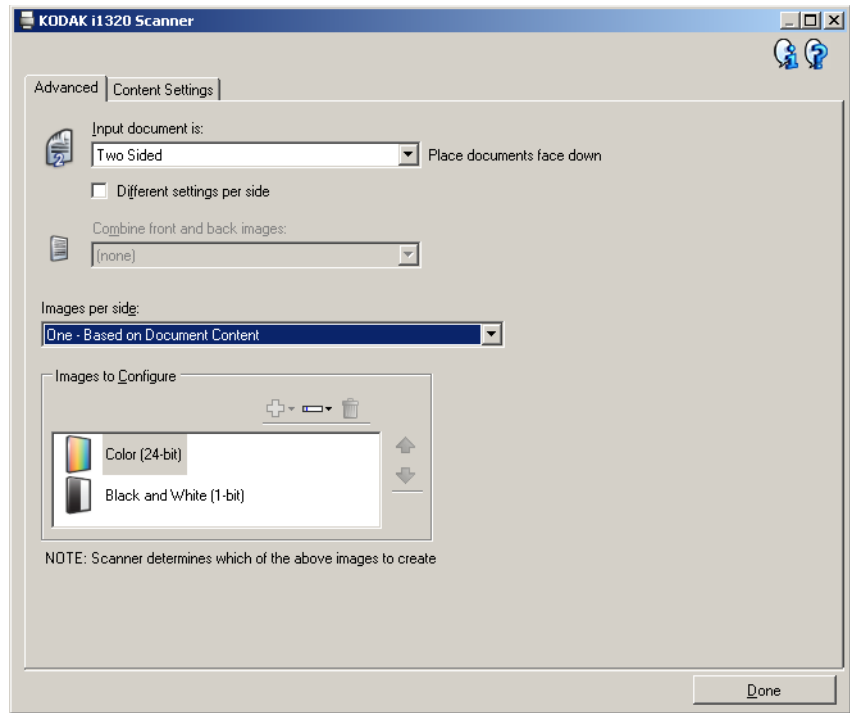 KODAK i1320 Scanner
Advanced
Content Settings
Input document is:
2
Two Sided
Place documents face down
Different settings per side
Combine front and back images:
(none)
Images per side:
One - Based on Document Content
Images to Configure
Color (24-bit)
Black and White (1-bit)
NOTE: Scanner determines which of the above images to create
Done